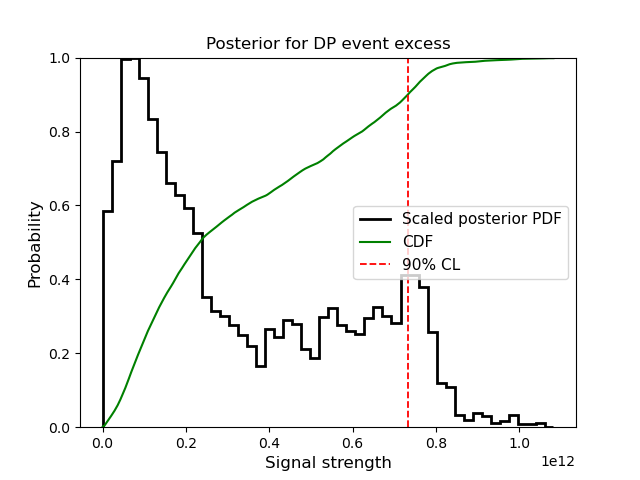 Posterior for DP event excess
Probability
1.0
0.8
0.6
0.4
0.2
0.0
Scaled posterior PDF
CDF
90% CL
0.0 0.2 0.4 0.6 0.8 1.0
1e12
Signal strength